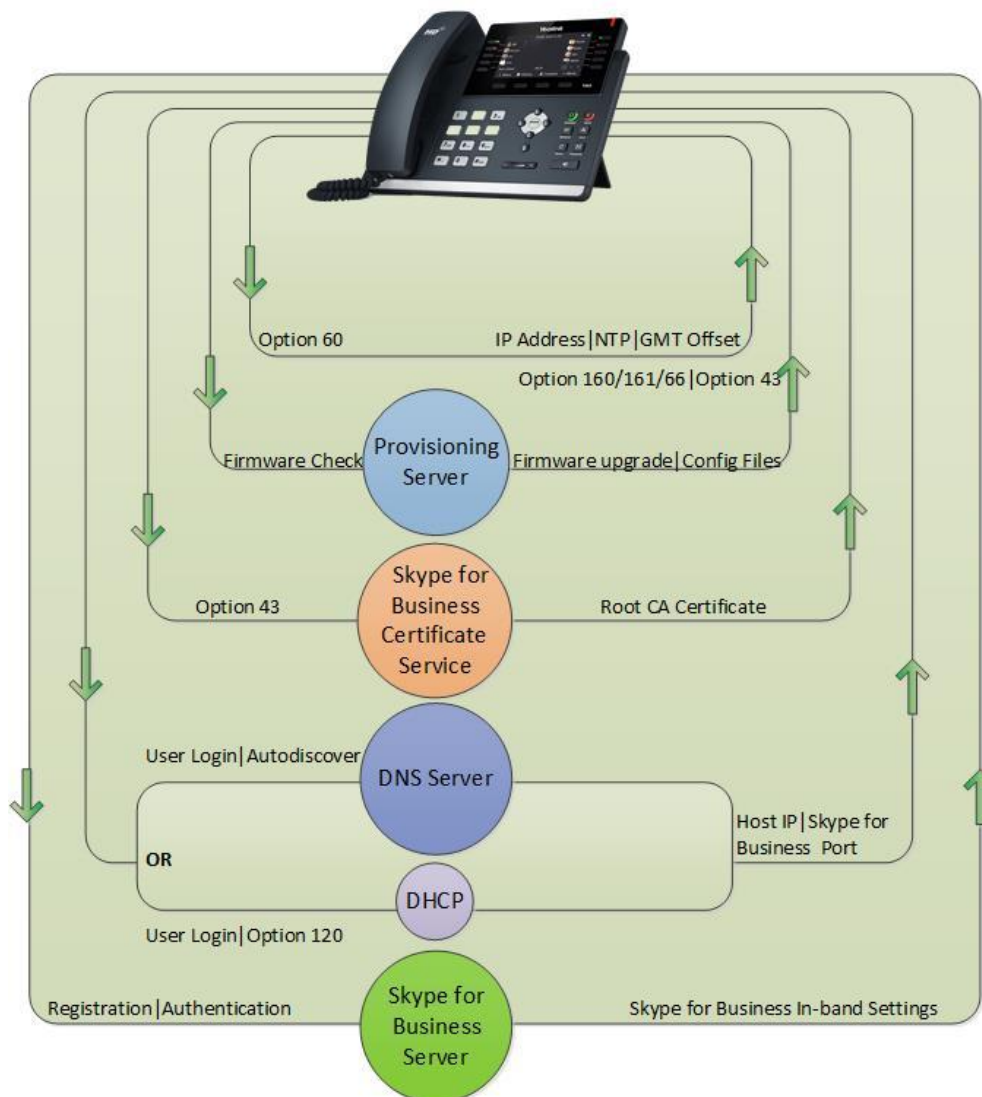 Yealink
Option 60
IP Address|NTP|GMT Offset
Option 160/161/66|Option 43
Provisioning
Server
Firmware Check
Firmware upgrade|Config Files
Skype for
Business
Certificate
Service
Option 43
Root CA Certificate
User Login|Autodiscover
DNS Server
Host IP|Skype for
Business Port
OR
DHCP
User Login|Option 120
Skype for
Business
Server
Registration|Authentication
Skype for Business In-band Settings